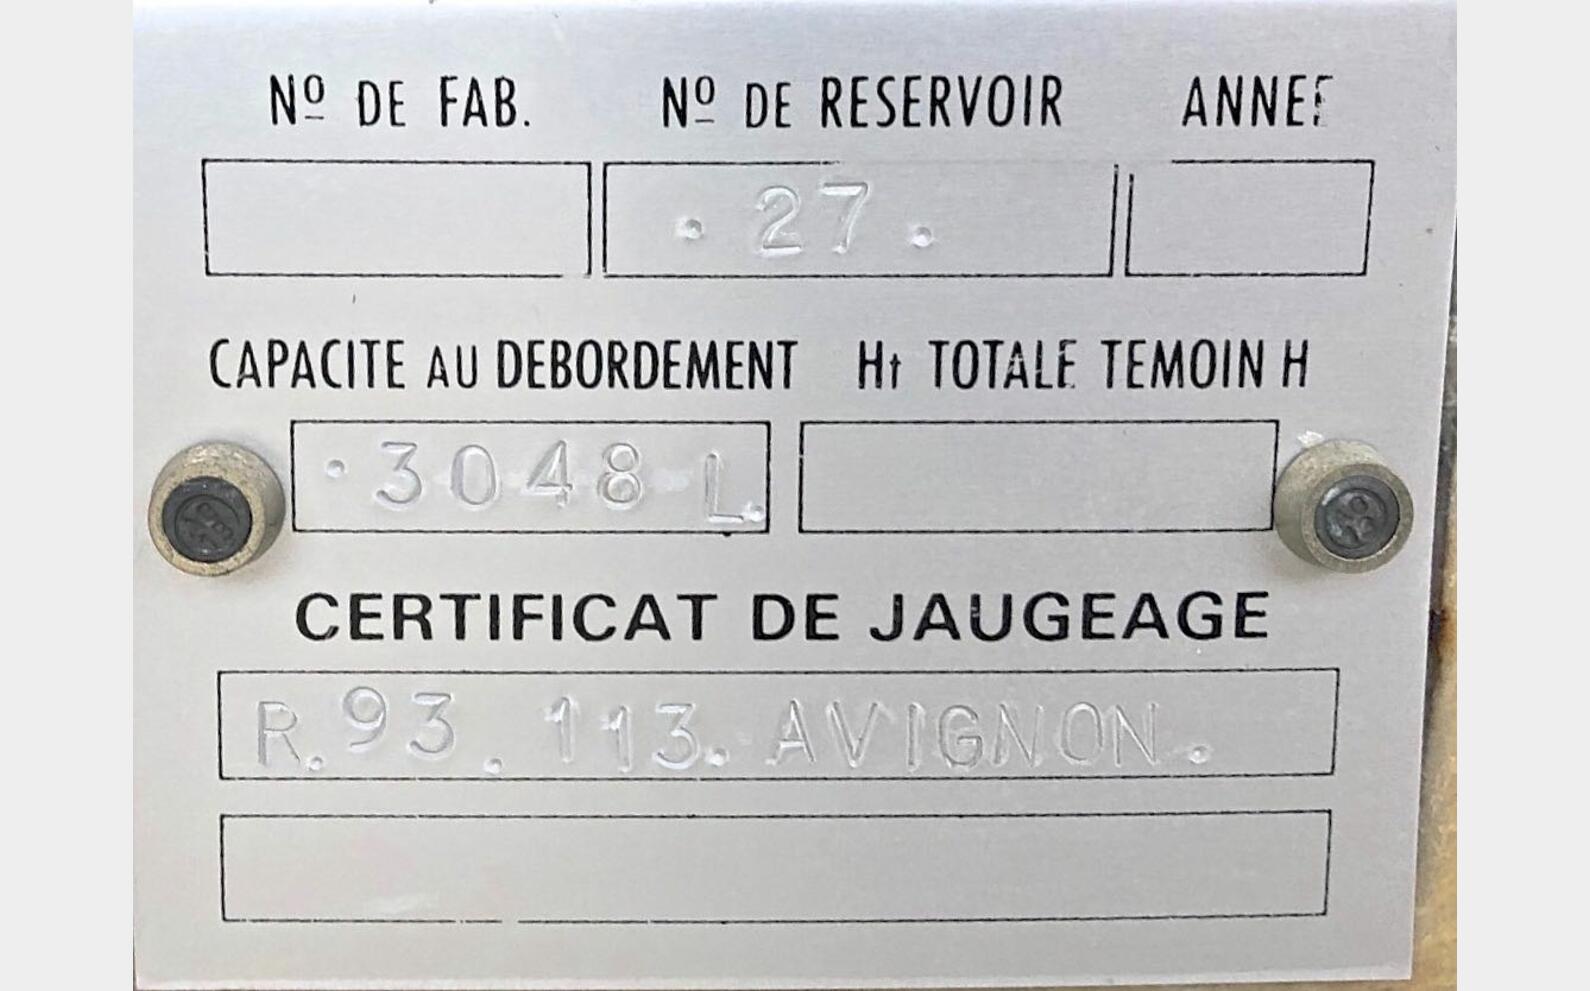 Nº DE FAB. Nº DE RESERVOIR ANNEE
. 27 .
CAPACITE AU DEBORDEMENT Ht TOTALE TEMOIN H
. 3048 L.
CERTIFICAT DE JAUGEAGE
R. 93 . 113. AVIGNON .